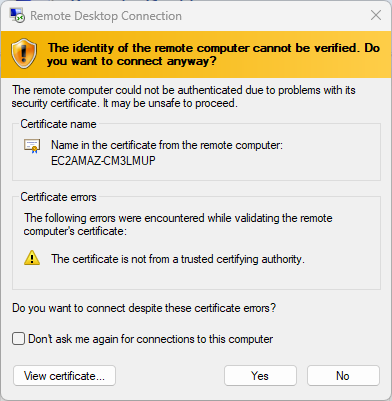 Remote Desktop Connection
The identity of the remote computer cannot be verified. Do
you want to connect anyway?
The remote computer could not be authenticated due to problems with its
security certificate. It may be unsafe to proceed.
Certificate name
Name in the certificate from the remote computer:
EC2AMAZ-CM3LMUP
Certificate errors
The following errors were encountered while validating the remote
computer's certificate:
The certificate is not from a trusted certifying authority.
Do you want to connect despite these certificate errors?
Don't ask me again for connections to this computer
View certificate... Yes No